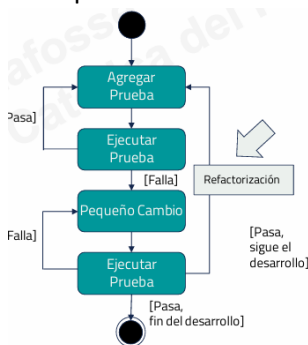 Agregar
Prueba
Pasa]
Ejecutar
Prueba
[Falla]
Refactorización
Pequeño Cambio
Falla]
[Pasa,
sigue el
desarrollo]
Ejecutar
Prueba
[Pasa,
fin del desarrollo]